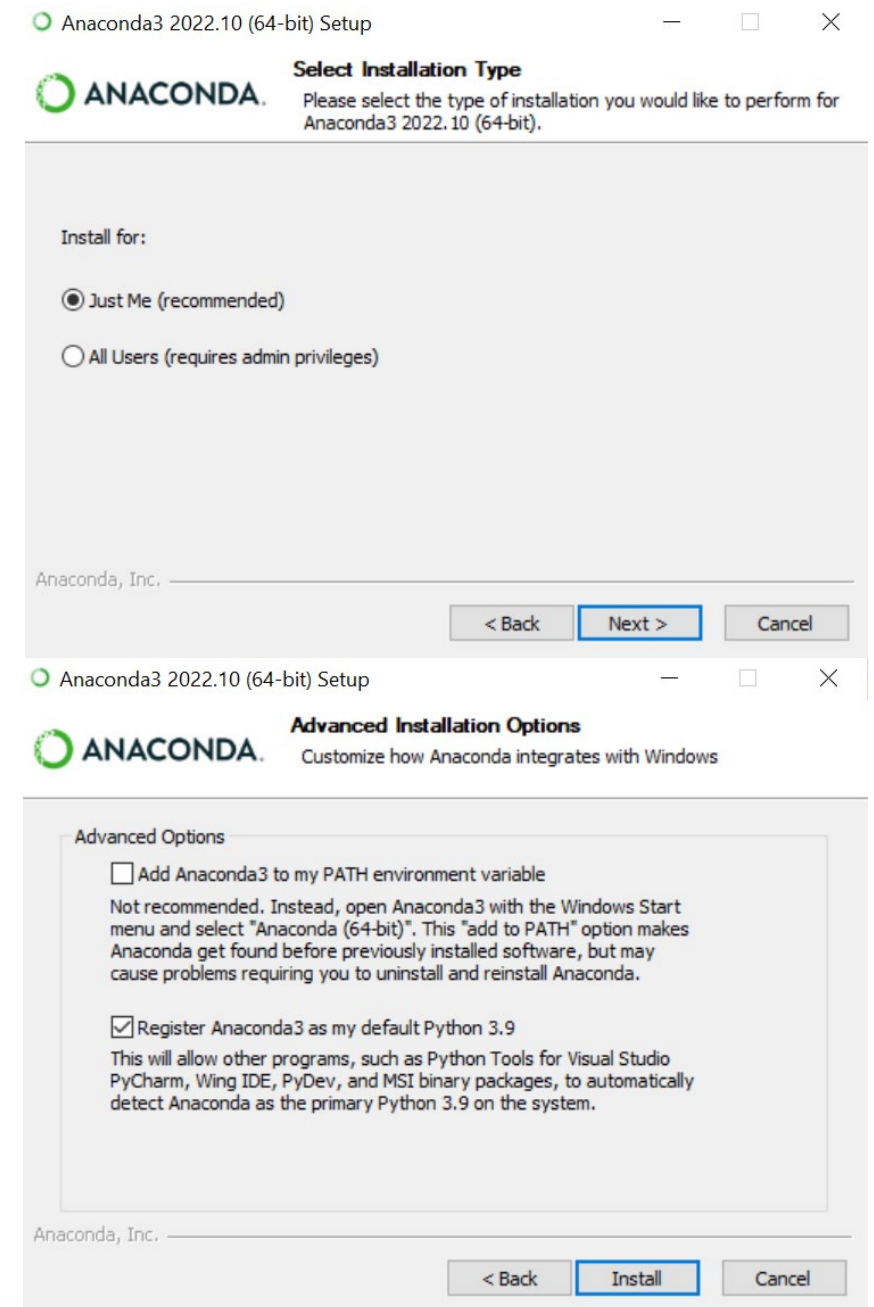 Anaconda3 2022.10 (64-bit) Setup
ANACONDA.
Select Installation Type
Please select the type of installation you would like to perform for
Anaconda3 2022.10 (64-bit).
Install for:
Just Me (recommended)
All Users (requires admin privileges)
Anaconda, Inc.
< Back Next > Cancel
Anaconda3 2022.10 (64-bit) Setup
ANACONDA.
Advanced Installation Options
Customize how Anaconda integrates with Windows
Advanced Options
Add Anaconda3 to my PATH environment variable
Not recommended. Instead, open Anaconda3 with the Windows Start
menu and select "Anaconda (64-bit)". This "add to PATH" option makes
Anaconda get found before previously installed software, but may
cause problems requiring you to uninstall and reinstall Anaconda.
Register Anaconda3 as my default Python 3.9
This will allow other programs, such as Python Tools for Visual Studio
PyCharm, Wing IDE, PyDev, and MSI binary packages, to automatically
detect Anaconda as the primary Python 3.9 on the system.
Anaconda, Inc.
< Back Install Cancel